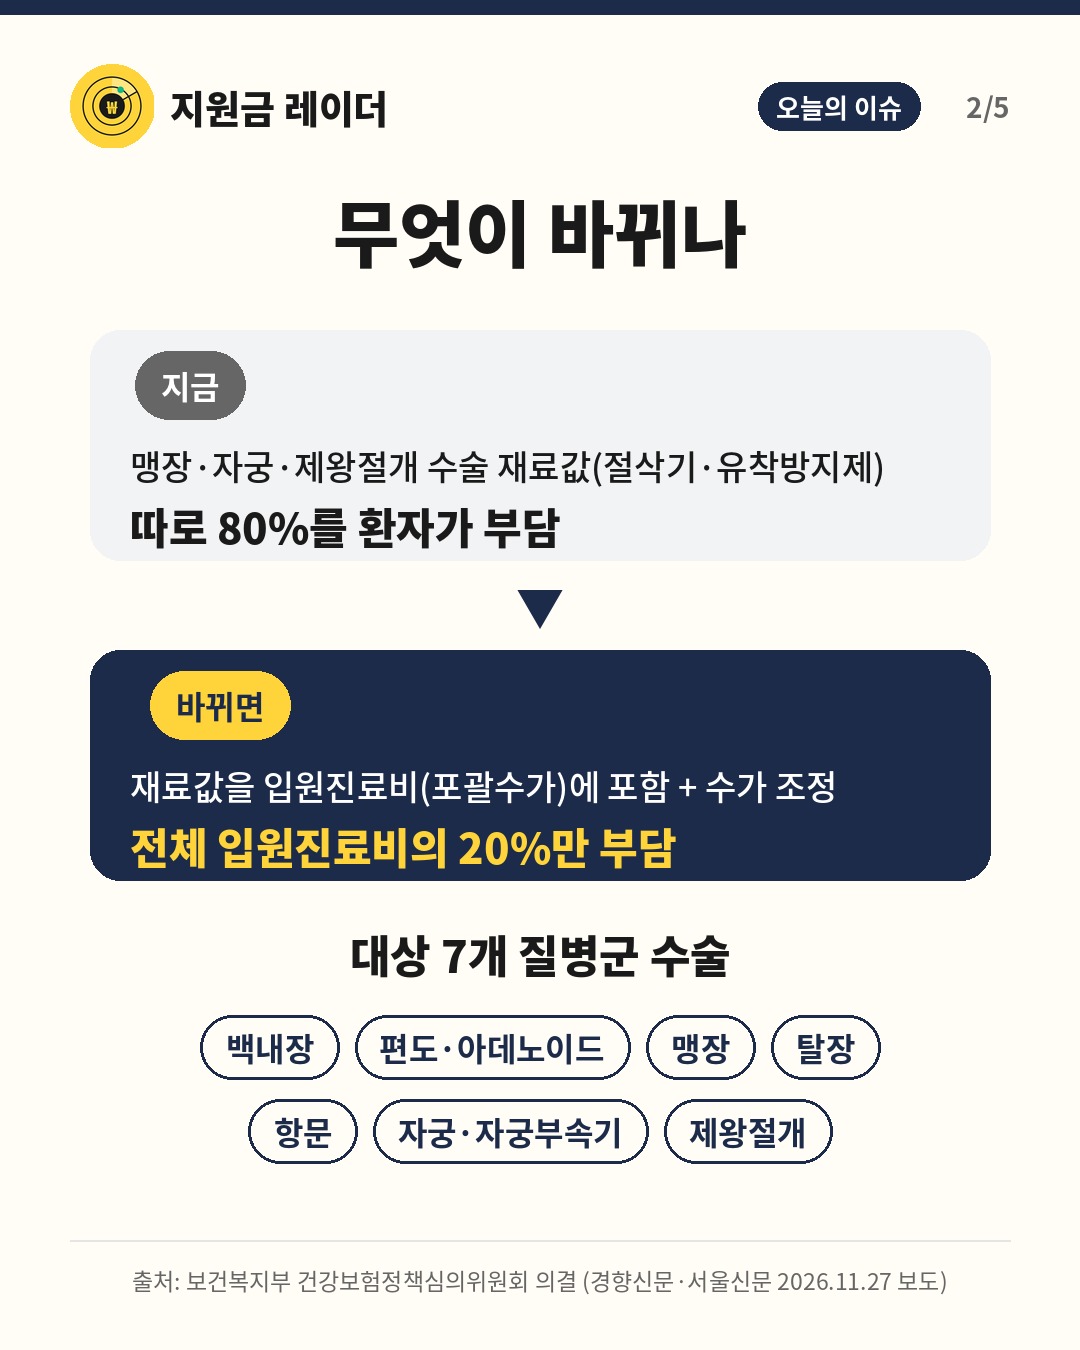 ₩
지원금 레이더
오늘의 이슈
2/5
무엇이 바뀌나
지금
맹장·자궁·제왕절개 수술 재료값(절삭기·유착방지제)
따로 80%를 환자가 부담
바뀌면
재료값을 입원진료비(포괄수가)에 포함 + 수가 조정
전체 입원진료비의 20%만 부담
대상 7개 질병군 수술
백내장 편도·아데노이드 맹장 탈장
항문 자궁·자궁부속기 제왕절개
출처: 보건복지부 건강보험정책심의위원회 의결 (경향신문·서울신문 2026.11.27 보도)